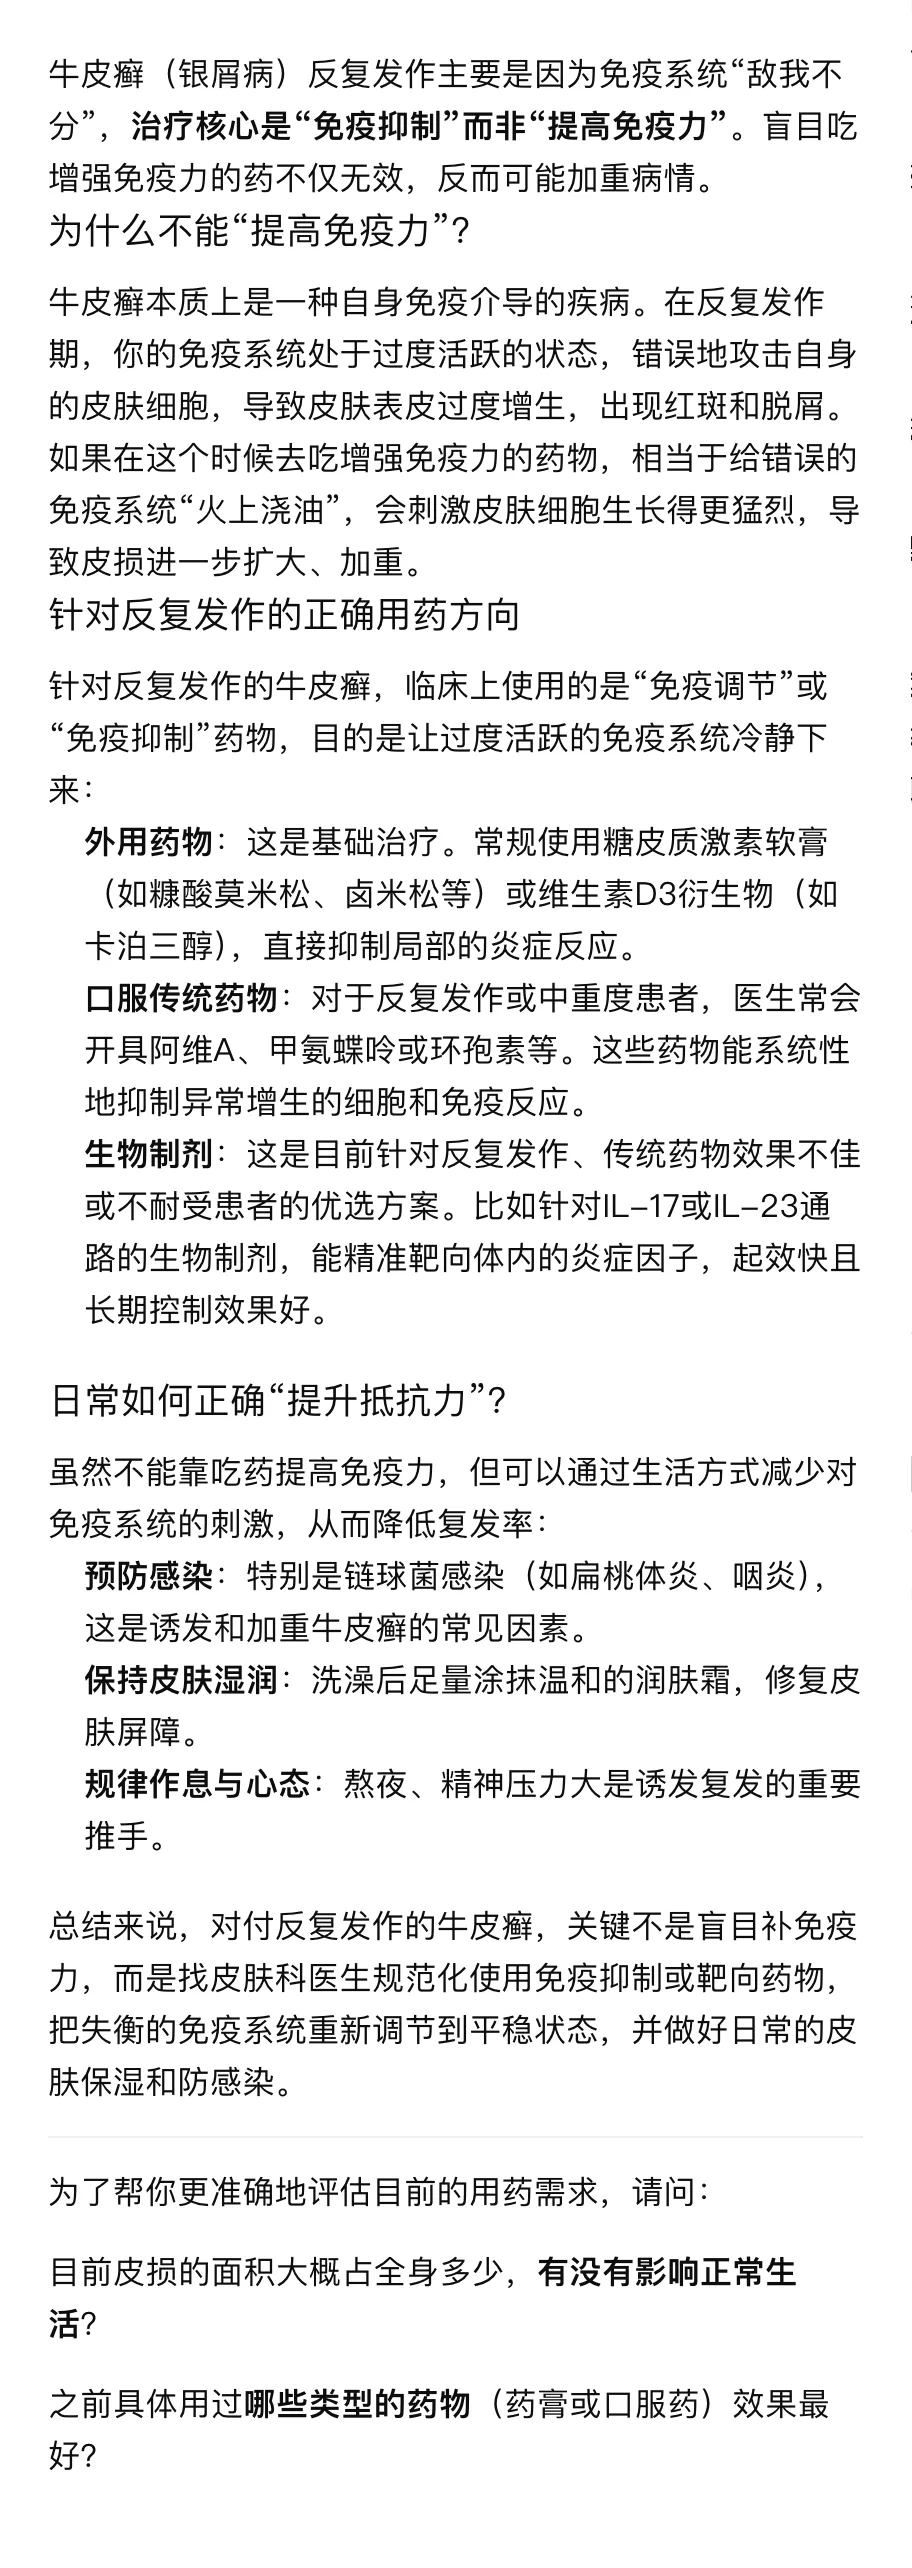 牛皮癣（银屑病）反复发作主要是因为免疫系统“敌我不
分”，治疗核心是“免疫抑制”而非“提高免疫力”。盲目吃
增强免疫力的药不仅无效，反而可能加重病情。
为什么不能“提高免疫力”？
牛皮癣本质上是一种自身免疫介导的疾病。在反复发作
期，你的免疫系统处于过度活跃的状态，错误地攻击自身
的皮肤细胞，导致皮肤表皮过度增生，出现红斑和脱屑。
如果在这个时候去吃增强免疫力的药物，相当于给错误的
免疫系统“火上浇油”，会刺激皮肤细胞生长得更猛烈，导
致皮损进一步扩大、加重。
针对反复发作的正确用药方向
针对反复发作的牛皮癣，临床上使用的是“免疫调节”或
“免疫抑制”药物，目的是让过度活跃的免疫系统冷静下
来：
外用药物：这是基础治疗。常规使用糖皮质激素软膏
（如糠酸莫米松、卤米松等）或维生素D3衍生物（如
卡泊三醇），直接抑制局部的炎症反应。
口服传统药物：对于反复发作或中重度患者，医生常会
开具阿维A、甲氨蝶呤或环孢素等。这些药物能系统性
地抑制异常增生的细胞和免疫反应。
生物制剂：这是目前针对反复发作、传统药物效果不佳
或不耐受患者的优选方案。比如针对IL-17或IL-23通
路的生物制剂，能精准靶向体内的炎症因子，起效快且
长期控制效果好。
日常如何正确“提升抵抗力”？
虽然不能靠吃药提高免疫力，但可以通过生活方式减少对
免疫系统的刺激，从而降低复发率：
预防感染：特别是链球菌感染（如扁桃体炎、咽炎），
这是诱发和加重牛皮癣的常见因素。
保持皮肤湿润：洗澡后足量涂抹温和的润肤霜，修复皮
肤屏障。
规律作息与心态：熬夜、精神压力大是诱发复发的重要
推手。
总结来说，对付反复发作的牛皮癣，关键不是盲目补免疫
力，而是找皮肤科医生规范化使用免疫抑制或靶向药物，
把失衡的免疫系统重新调节到平稳状态，并做好日常的皮
肤保湿和防感染。
为了帮你更准确地评估目前的用药需求，请问：
目前皮损的面积大概占全身多少，有没有影响正常生
活？
之前具体用过哪些类型的药物（药膏或口服药）效果最
好？